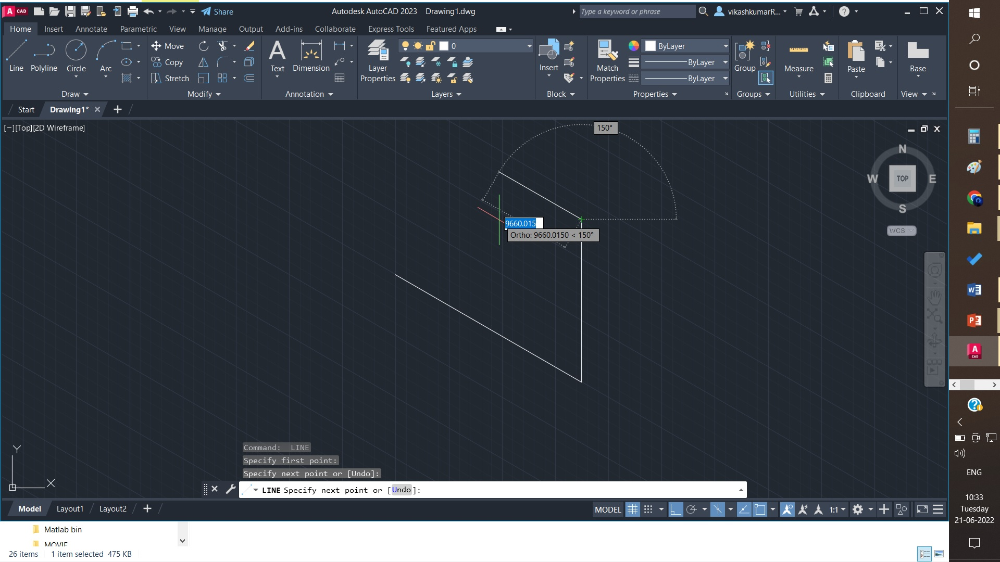 A CAD Share Autodesk AutoCAD 2023 Drawing1.dwg Type a keyword or phrase vikashkumarR...
Home Insert Annotate Parametric View Manage Output Add-ins Collaborate Express Tools Featured Apps
Line Polyline Circle Arc
Move
Copy
Stretch
Text Dimension
Layer Properties
0
Insert
Match Properties
ByLayer
ByLayer
ByLayer
Group
Measure
Paste
Base
Draw Modify Annotation Layers Block Properties Groups Utilities Clipboard View
Start Drawing1*
[−][Top][2D Wireframe]
150°
N
W TOP E
S
WCS
9660.015
Ortho: 9660.0150 < 150°
Y
X
Command: LINE
Specify first point:
Specify next point or [Undo]:
LINE Specify next point or [Undo]:
Model Layout1 Layout2
MODEL 1:1
Matlab bin
MOVIE
26 items 1 item selected 475 KB
W
P
A
CAD
ENG
10:33
Tuesday
21-06-2022